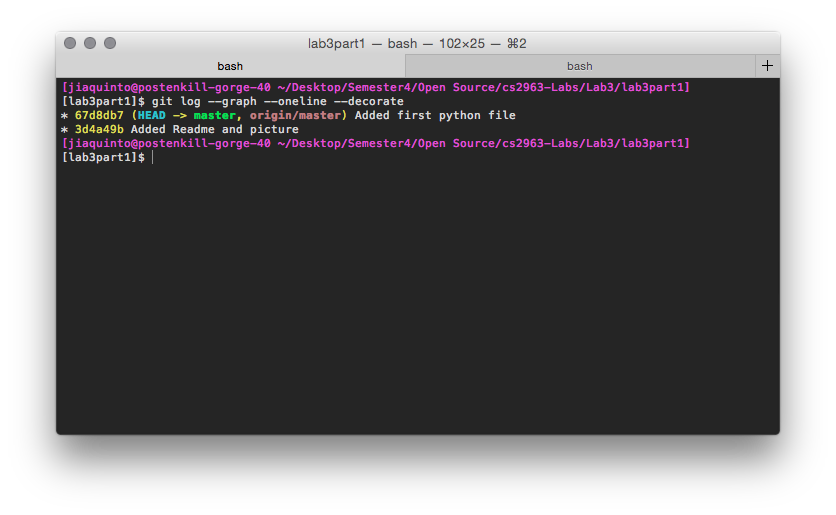 lab3part1 — bash — 102×25 — ⌘2
bash bash +
[jiaquinto@postenkill-gorge-40 ~/Desktop/Semester4/Open Source/cs2963-Labs/Lab3/lab3part1]
[lab3part1]$ git log --graph --oneline --decorate
* 67d8db7 (HEAD -> master, origin/master) Added first python file
* 3d4a49b Added Readme and picture
[jiaquinto@postenkill-gorge-40 ~/Desktop/Semester4/Open Source/cs2963-Labs/Lab3/lab3part1]
[lab3part1]$